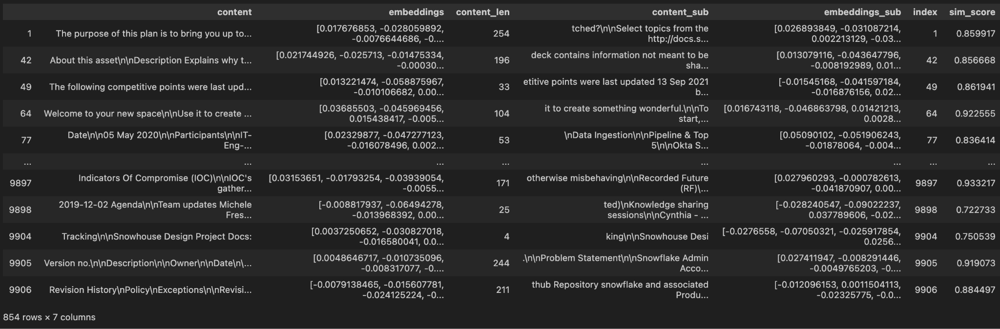 content embeddings content_len content_sub embeddings_sub index sim_score
1 The purpose of this plan is to bring you up to... [0.017676853, -0.028059892, -0.0076644686, -0.... 254 tched?\n\nSelect topics from the http://docs.s... [0.026893849, -0.031087214, 0.002213129, -0.03... 1 0.859917
42 About this asset\n\nDescription Explains why t... [0.021744926, -0.025713, -0.01475334, -0.00030... 196 deck contains information not meant to be sha... [0.013079116, -0.043647796, -0.008192989, 0.01... 42 0.856668
49 The following competitive points were last upd... [0.013221474, -0.058875967, -0.010106682, 0.00... 33 etitive points were last updated 13 Sep 2021 b... [-0.01545168, -0.041597184, -0.016876156, 0.02... 49 0.861941
64 Welcome to your new space\n\nUse it to create ... [0.03685503, -0.045969456, 0.015438417, -0.005... 104 it to create something wonderful.\n\nTo start,... [0.016743118, -0.046863798, 0.01421213, 0.0028... 64 0.922555
77 Date\n\n05 May 2020\n\nParticipants\n\nIT-Eng-... [0.02329877, -0.047277123, -0.016078496, 0.002... 53 \nData Ingestion\n\nPipeline & Top 5\n\nOkta S... [0.05090102, -0.051906243, -0.01878064, -0.004... 77 0.836414
... ... ... ... ... ... ... ...
9897 Indicators Of Compromise (IOC)\n\nIOC's gather... [0.03153651, -0.01793254, -0.03939054, -0.0055... 171 otherwise misbehaving\n\nRecorded Future (RF)\... [0.027960293, -0.000782613, -0.041870907, 0.00... 9897 0.933217
9898 2019-12-02 Agenda\n\nTeam updates Michele Fres... [-0.008817937, -0.06494278, -0.013968392, 0.00... 25 ted)\nKnowledge sharing sessions\n\nCynthia - ... [-0.028240547, -0.09022237, 0.037789606, -0.02... 9898 0.722733
9904 Tracking\n\nSnowhouse Design Project Docs: [0.0037250652, -0.030827018, -0.016580041, 0.0... 4 king\n\nSnowhouse Desi [-0.0276558, -0.07050321, -0.025917854, 0.0256... 9904 0.750539
9905 Version no.\n\nDescription\n\nOwner\n\nDate\n\... [0.0048646717, -0.010735096, -0.008317077, -0.... 244 .\n\nProblem Statement\n\nSnowflake Admin Acco... [0.027411947, -0.008291446, -0.0049765203, -0.... 9905 0.919073
9906 Revision History\nPolicy\nExceptions\n\nRevisi... [-0.0079138465, -0.015607781, -0.024125224, -0... 211 thub Repository snowflake and associated Produ... [-0.012096153, 0.0011504113, -0.02325775, -0.0... 9906 0.884497
854 rows × 7 columns